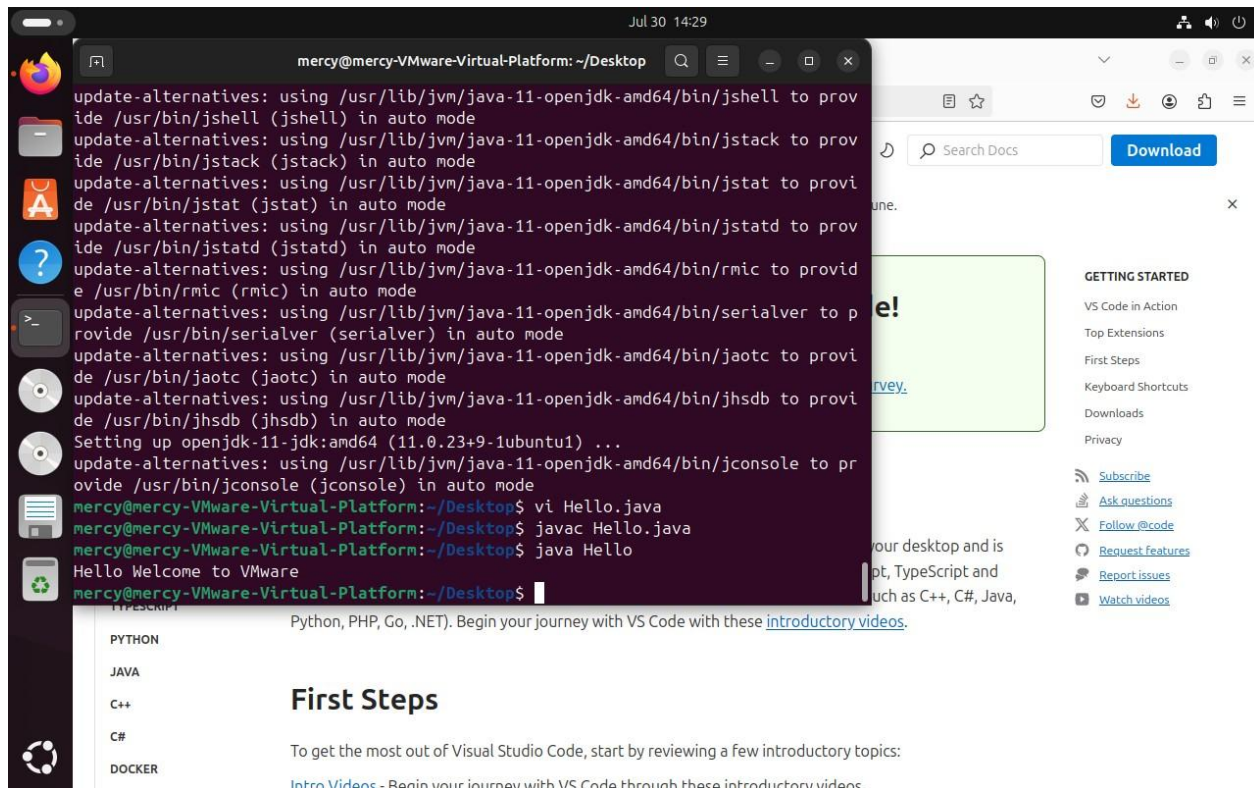 Jul 30 14:29
mercy@mercy-VMware-Virtual-Platform: ~/Desktop
update-alternatives: using /usr/lib/jvm/java-11-openjdk-amd64/bin/jshell to prov
ide /usr/bin/jshell (jshell) in auto mode
update-alternatives: using /usr/lib/jvm/java-11-openjdk-amd64/bin/jstack to prov
ide /usr/bin/jstack (jstack) in auto mode
update-alternatives: using /usr/lib/jvm/java-11-openjdk-amd64/bin/jstat to provi
de /usr/bin/jstat (jstat) in auto mode
update-alternatives: using /usr/lib/jvm/java-11-openjdk-amd64/bin/jstatd to prov
ide /usr/bin/jstatd (jstatd) in auto mode
update-alternatives: using /usr/lib/jvm/java-11-openjdk-amd64/bin/rmic to provid
e /usr/bin/rmic (rmic) in auto mode
update-alternatives: using /usr/lib/jvm/java-11-openjdk-amd64/bin/serialver to p
rovide /usr/bin/serialver (serialver) in auto mode
update-alternatives: using /usr/lib/jvm/java-11-openjdk-amd64/bin/jaotc to provi
de /usr/bin/jaotc (jaotc) in auto mode
update-alternatives: using /usr/lib/jvm/java-11-openjdk-amd64/bin/jhsdb to provi
de /usr/bin/jhsdb (jhsdb) in auto mode
Setting up openjdk-11-jdk:amd64 (11.0.23+9-1ubuntu1) ...
update-alternatives: using /usr/lib/jvm/java-11-openjdk-amd64/bin/jconsole to pr
ovide /usr/bin/jconsole (jconsole) in auto mode
mercy@mercy-VMware-Virtual-Platform:~/Desktop$ vi Hello.java
mercy@mercy-VMware-Virtual-Platform:~/Desktop$ javac Hello.java
mercy@mercy-VMware-Virtual-Platform:~/Desktop$ java Hello
Hello Welcome to VMware
mercy@mercy-VMware-Virtual-Platform:~/Desktop$
Search Docs
Download
une.
e!
rvey.
your desktop and is
pt, TypeScript and
uch as C++, C#, Java,
Python, PHP, Go, .NET). Begin your journey with VS Code with these introductory videos.
First Steps
To get the most out of Visual Studio Code, start by reviewing a few introductory topics:
Intro Videos - Begin your journey with VS Code through these introductory videos.
TYPESCRIPT
PYTHON
JAVA
C++
C#
DOCKER
GETTING STARTED
VS Code in Action
Top Extensions
First Steps
Keyboard Shortcuts
Downloads
Privacy
Subscribe
Ask questions
Follow @code
Request features
Report issues
Watch videos